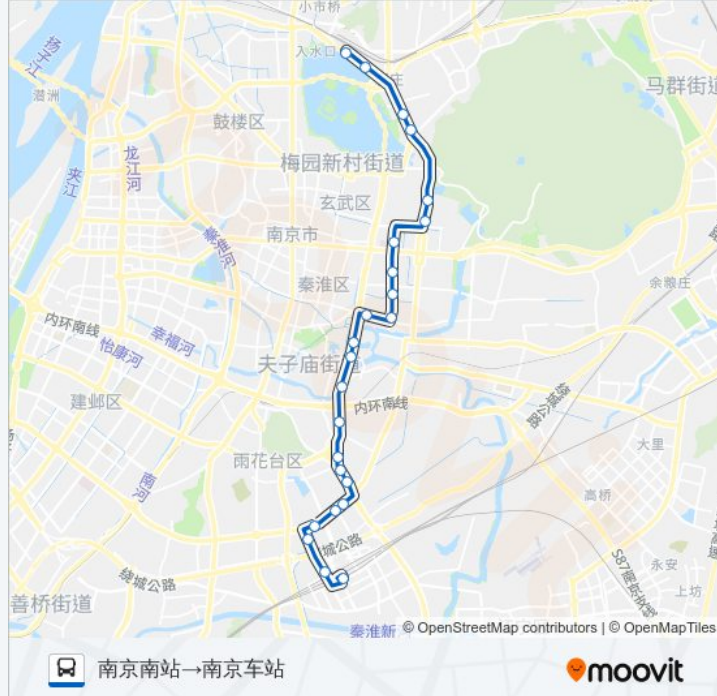 小市桥
入水口
庄
扬子江
潜洲
马群街道
鼓楼区
龙江河
夹江
梅园新村街道
玄武区
南京市
秦淮河
秦淮区
余粮庄
内环南线
幸福河
怡康河
夫子庙街道
建邺区
内环南线
绕城公路
雨花台区
大里
南河
高桥
城公路
绕城公路
永安
S87南京支线
上坊
善桥街道
秦淮新
© OpenStreetMap contributors | © OpenMapTiles
南京南站→南京车站
moovit